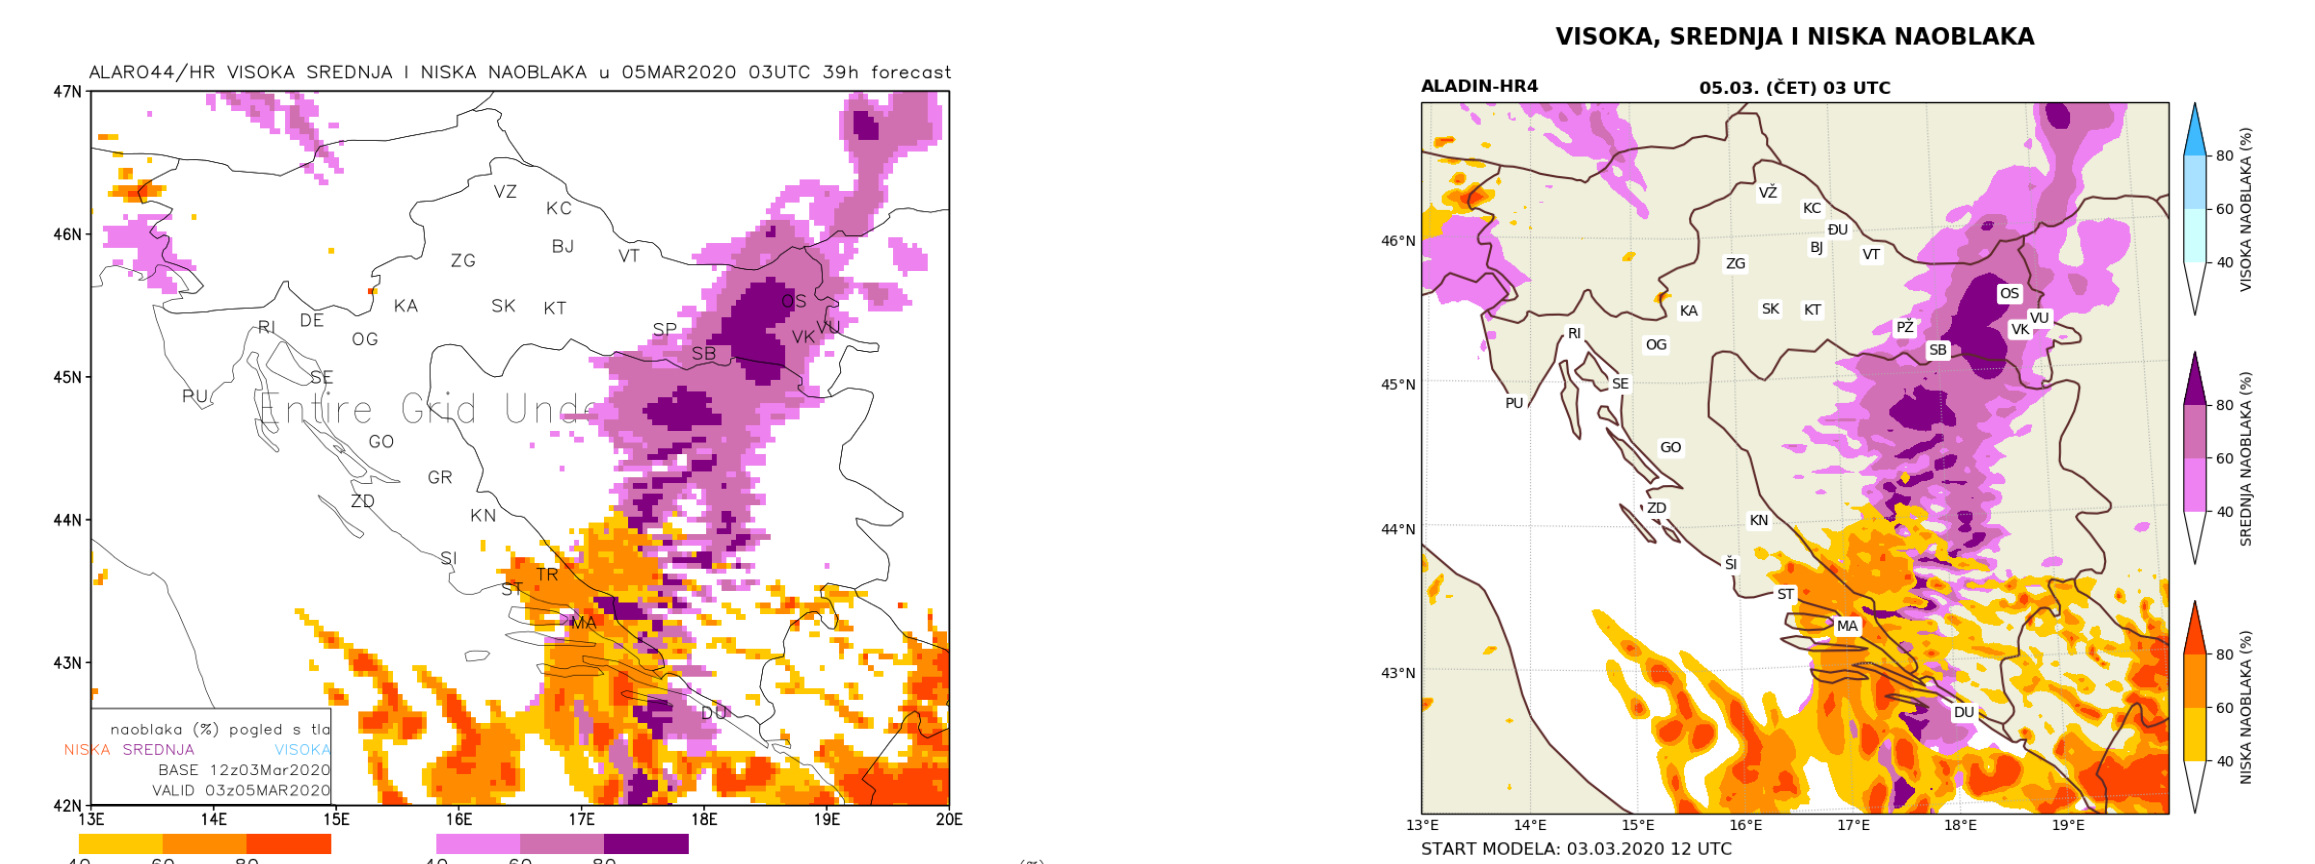 VISOKA, SREDNJA I NISKA NAOBLAKA
ALARO44/HR VISOKA SREDNJA I NISKA NAOBLAKA u 05MAR2020 03UTC 39h forecast
47N
46N
45N
44N
43N
42N
VZ
KC
BJ
ZG
VT
KA
SK
KT
OS
RI
DE
OG
SP
VK
VU
SB
SE
PU
Entire Grid Unde
GO
GR
ZD
KN
SI
TR
ST
MA
DU
naoblaka (%) pogled s tla
NISKA SREDNJA VISOKA
BASE 12z03Mar2020
VALID 03z05MAR2020
13E 14E 15E 16E 17E 18E 19E 20E
40 60 80
40 60 80
(%)
ALADIN-HR4
05.03. (ČET) 03 UTC
46°N
45°N
44°N
43°N
VŽ
KC
ĐU
BJ
VT
ZG
OS
KA
SK
KT
VU
PŽ
VK
RI
OG
SB
SE
PU
GO
ZD
KN
ŠI
ST
MA
DU
13°E 14°E 15°E 16°E 17°E 18°E 19°E
START MODELA: 03.03.2020 12 UTC
80
60
40
VISOKA NAOBLAKA (%)
80
60
40
SREDNJA NAOBLAKA (%)
80
60
40
NISKA NAOBLAKA (%)